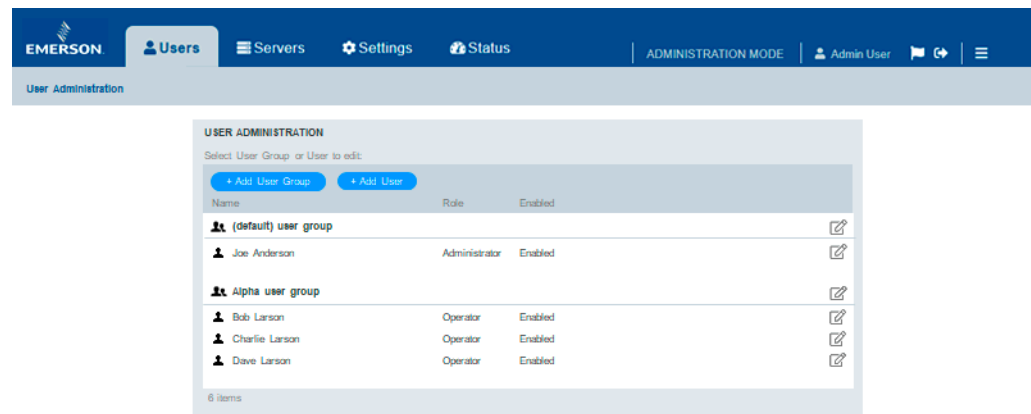 EMERSON.
Users Servers Settings Status ADMINISTRATION MODE Admin User
User Administration
USER ADMINISTRATION
Select User Group or User to edit:
+ Add User Group + Add User
Name Role Enabled
(default) user group
Joe Anderson Administrator Enabled
Alpha user group
Bob Larson Operator Enabled
Charlie Larson Operator Enabled
Dave Larson Operator Enabled
6 items